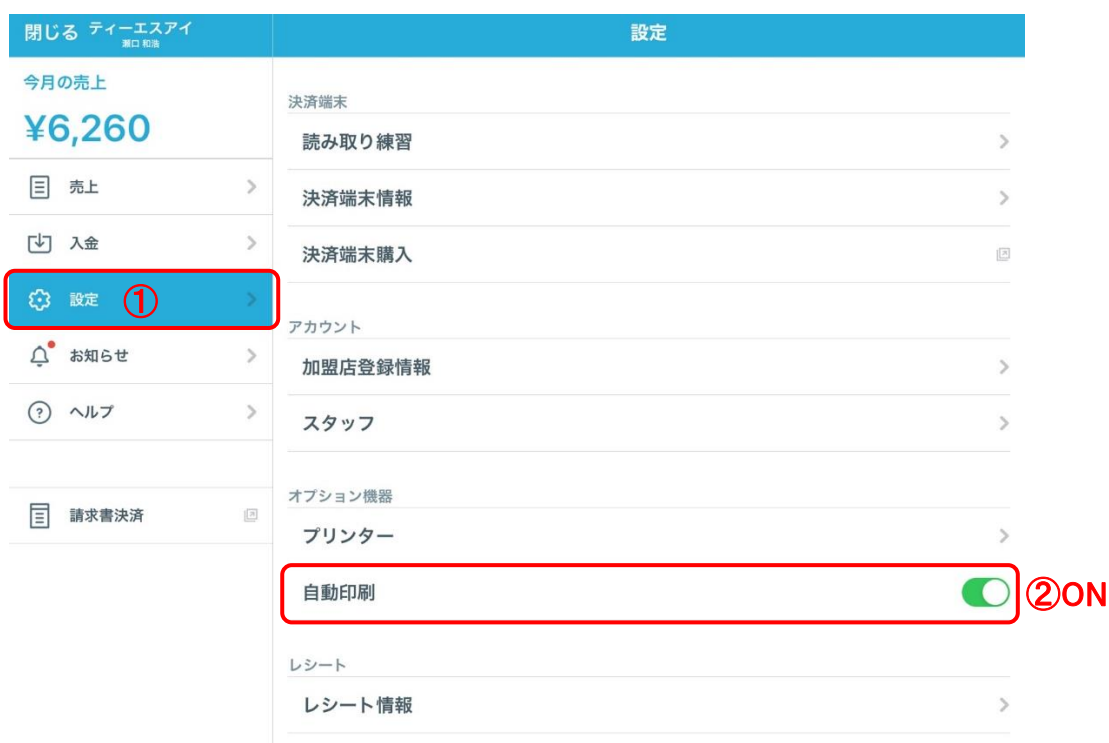 閉じる ティーエスアイ
瀬口 和浩
設定
今月の売上
¥6,260
売上
入金
設定 ①
お知らせ
ヘルプ
請求書決済
決済端末
読み取り練習
決済端末情報
決済端末購入
アカウント
加盟店登録情報
スタッフ
オプション機器
プリンター
自動印刷
②ON
レシート
レシート情報